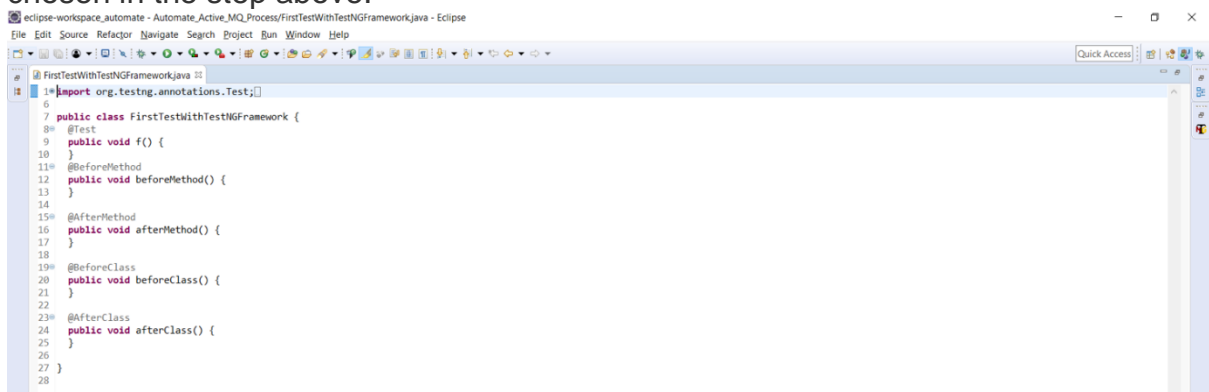 chosen in the step above.
eclipse-workspace_automate - Automate_Active_MQ_Process/FirstTestWithTestNGFramework.java - Eclipse
File Edit Source Refactor Navigate Search Project Run Window Help
Quick Access
FirstTestWithTestNGFramework.java
1 import org.testng.annotations.Test;
6
7 public class FirstTestWithTestNGFramework {
8 @Test
9 public void f() {
10 }
11 @BeforeMethod
12 public void beforeMethod() {
13 }
14
15 @AfterMethod
16 public void afterMethod() {
17 }
18
19 @BeforeClass
20 public void beforeClass() {
21 }
22
23 @AfterClass
24 public void afterClass() {
25 }
26
27 }
28